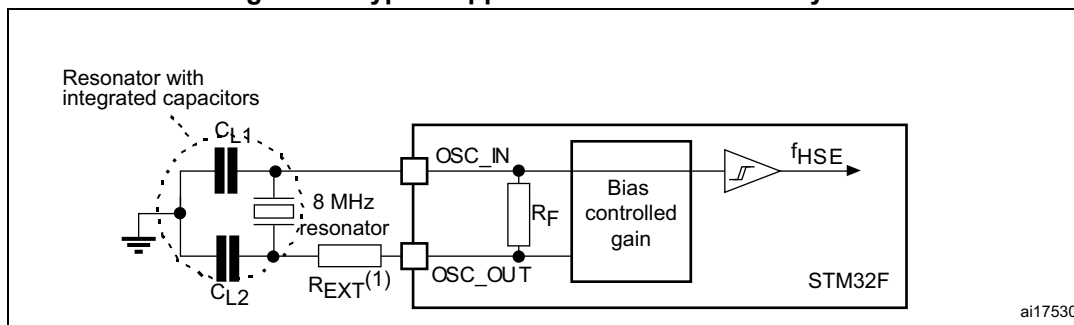 Resonator with
integrated capacitors
CL1
OSC_IN
fHSE
8 MHz
resonator
RF
Bias
controlled
gain
REXT(1)
OSC_OUT
STM32F
CL2
ai17530